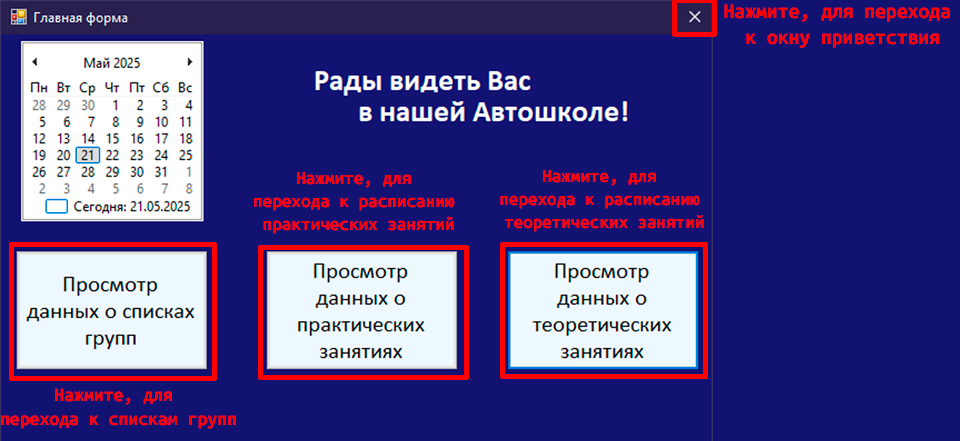 Главная форма
Нажмите, для перехода
к окну приветствия
Май 2025
Пн Вт Ср Чт Пт Сб Вс
28 29 30 1 2 3 4
5 6 7 8 9 10 11
12 13 14 15 16 17 18
19 20 21 22 23 24 25
26 27 28 29 30 31 1
2 3 4 5 6 7 8
Сегодня: 21.05.2025
Рады видеть Вас
в нашей Автошколе!
Нажмите, для
перехода к расписанию
практических занятий
Нажмите, для
перехода к расписанию
теоретических занятий
Просмотр
данных о списках
групп
Просмотр
данных о
практических
занятиях
Просмотр
данных о
теоретических
занятиях
Нажмите, для
перехода к спискам групп